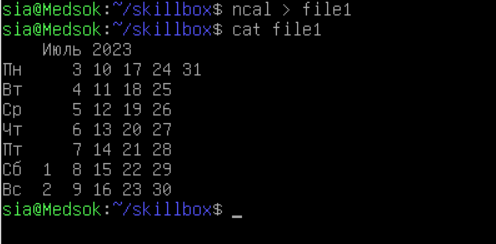 sia@Medsok:~/skillbox$ ncal > file1
sia@Medsok:~/skillbox$ cat file1
    Июль 2023
Пн     3 10 17 24 31
Вт     4 11 18 25
Ср     5 12 19 26
Чт     6 13 20 27
Пт     7 14 21 28
Сб  1  8 15 22 29
Вс  2  9 16 23 30
sia@Medsok:~/skillbox$ _